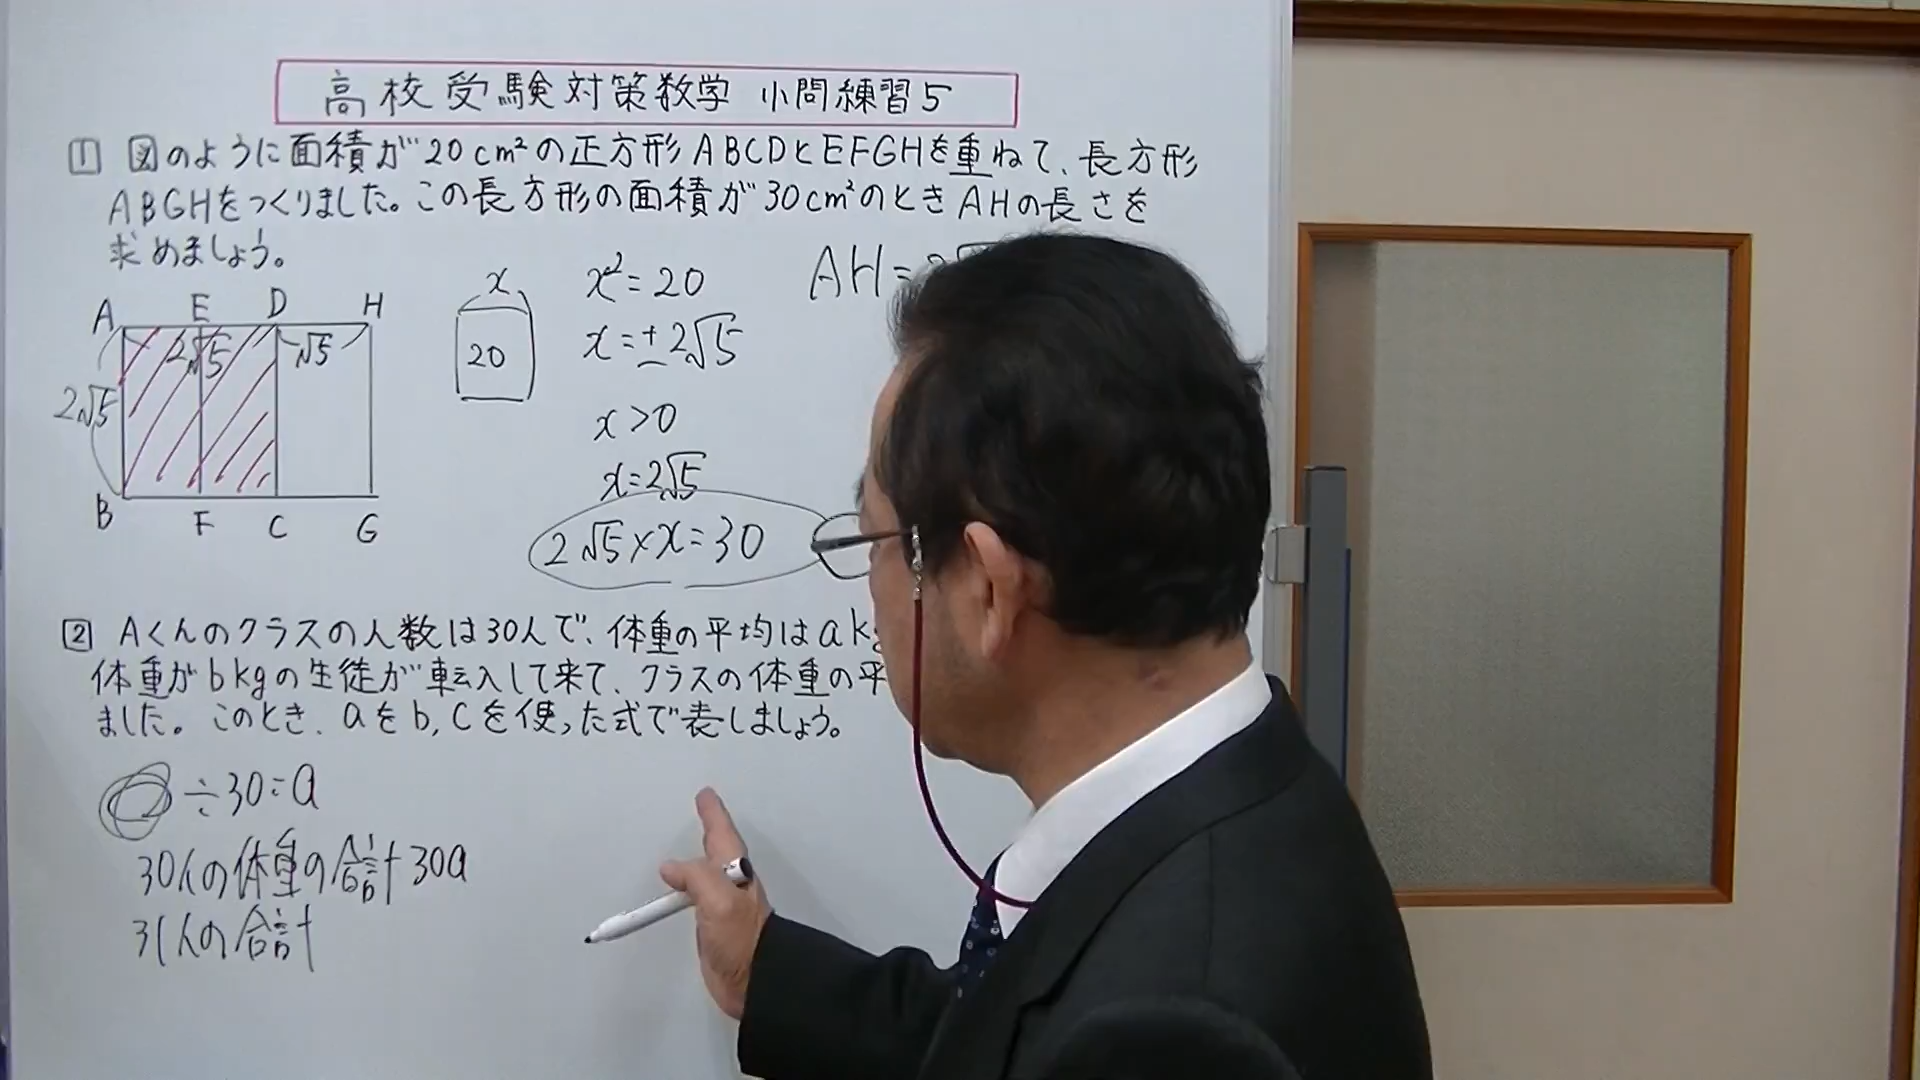 高校受験対策数学 小問練習5
1 図のように面積が20cm²の正方形ABCDとEFGHを重ねて、長方形
ABGHをつくりました。この長方形の面積が30cm²のときAHの長さを
求めましょう。
A E D H
2√5 √5
2√5
B F C G
x
20
x²=20
x=±2√5
x>0
x=2√5
2√5×x=30
AH=
2 Aくんのクラスの人数は30人で、体重の平均はak
体重がbkgの生徒が転入して来て、クラスの体重の平
ました。このとき、aをb,cを使った式で表しましょう。
÷30=a
30人の体重の合計30a
31人の合計